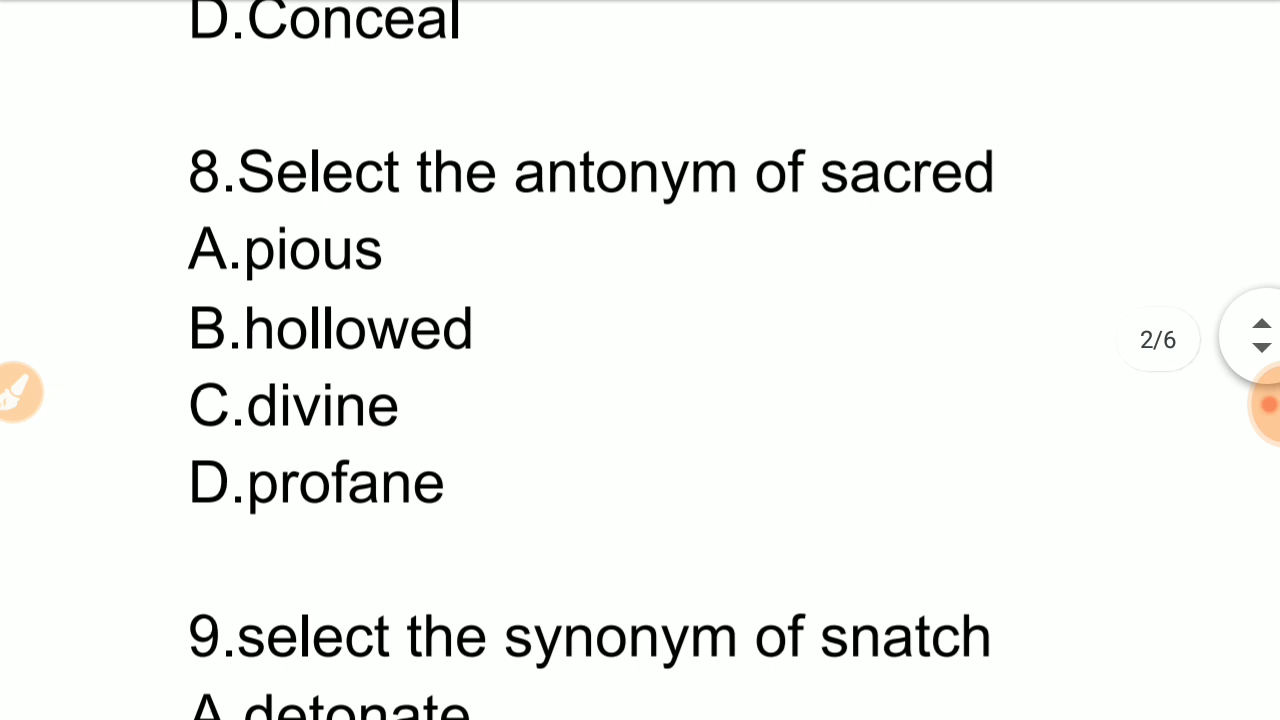 D.Conceal
8.Select the antonym of sacred
A.pious
B.hollowed
C.divine
D.profane
2/6
9.select the synonym of snatch
A.detonate